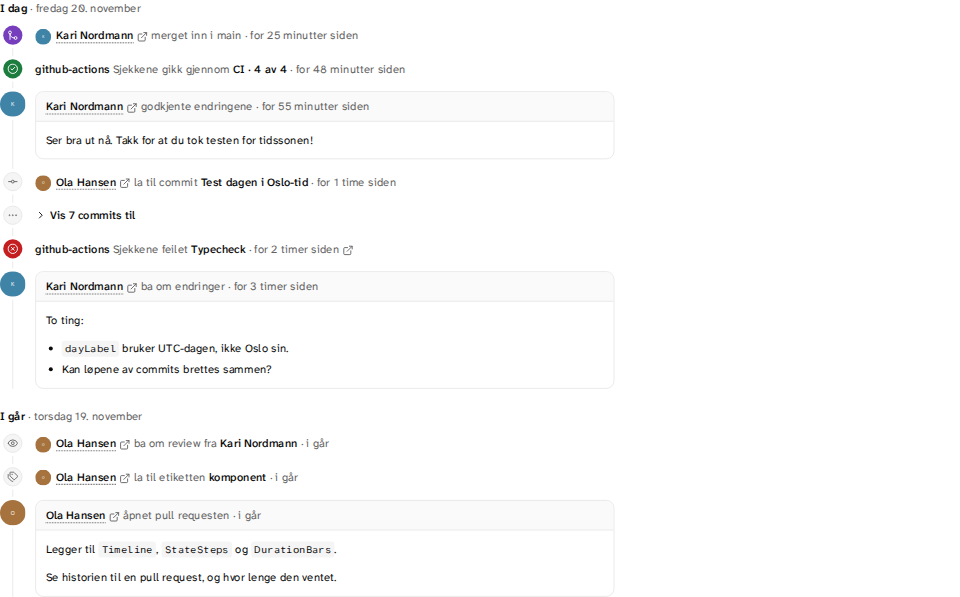 I dag · fredag 20. november
K Kari Nordmann merget inn i main · for 25 minutter siden
github-actions Sjekkene gikk gjennom CI · 4 av 4 · for 48 minutter siden
K Kari Nordmann godkjente endringene · for 55 minutter siden
Ser bra ut nå. Takk for at du tok testen for tidssonen!
O Ola Hansen la til commit Test dagen i Oslo-tid · for 1 time siden
Vis 7 commits til
github-actions Sjekkene feilet Typecheck · for 2 timer siden
K Kari Nordmann ba om endringer · for 3 timer siden
To ting:
• dayLabel bruker UTC-dagen, ikke Oslo sin.
• Kan løpene av commits brettes sammen?
I går · torsdag 19. november
O Ola Hansen ba om review fra Kari Nordmann · i går
O Ola Hansen la til etiketten komponent · i går
O Ola Hansen åpnet pull requesten · i går
Legger til Timeline, StateSteps og DurationBars.
Se historien til en pull request, og hvor lenge den ventet.